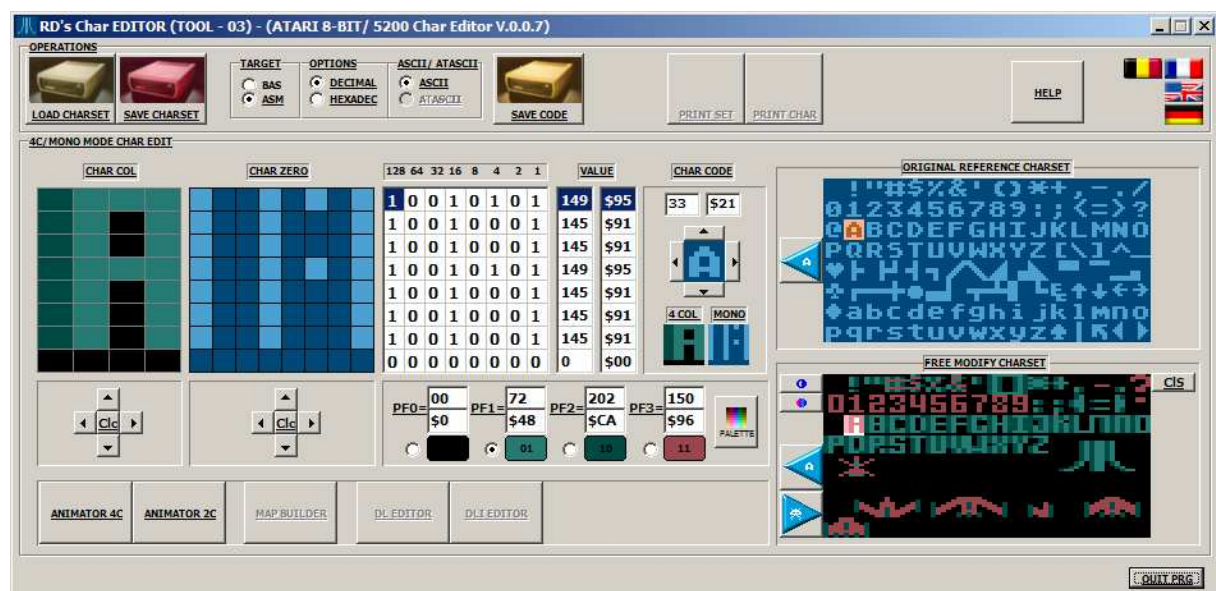 RD's Char EDITOR (TOOL - 03) - (ATARI 8-BIT/ 5200 Char Editor V.0.0.7)
OPERATIONS
TARGET OPTIONS ASCII/ ATASCII
BAS DECIMAL ASCII
ASM HEXADEC ATASCII
LOAD CHARSET SAVE CHARSET SAVE CODE PRINT SET PRINT CHAR HELP
4C/MONO MODE CHAR EDIT
CHAR COL CHAR ZERO 128 64 32 16 8 4 2 1 VALUE CHAR CODE ORIGINAL REFERENCE CHARSET
1 0 0 1 0 1 0 1 149 $95 33 $21
1 0 0 1 0 0 0 1 145 $91
1 0 0 1 0 0 0 1 145 $91
1 0 0 1 0 1 0 1 149 $95
1 0 0 1 0 0 0 1 145 $91
1 0 0 1 0 0 0 1 145 $91
1 0 0 1 0 0 0 1 145 $91
0 0 0 0 0 0 0 0 0 $00
A
4 COL MONO
!"#$%&'()*+,-./
0123456789:;<=>?
@ABCDEFGHIJKLMNO
PQRSTUVWXYZ[\]^_
abcdefghijklmno
pqrstuvwxyz
FREE MODIFY CHARSET
Cls
!"#$%&'()*+,-.?
0123456789:;
ABCDEFGHIJKLMNO
PQRSTUVWXYZ
Clc Clc
PF0= 00 $0 PF1= 72 $48 PF2= 202 $CA PF3= 150 $96
01 10 11 PALETTE
ANIMATOR 4C ANIMATOR 2C MAP BUILDER DL EDITOR DLI EDITOR
QUIT PRG